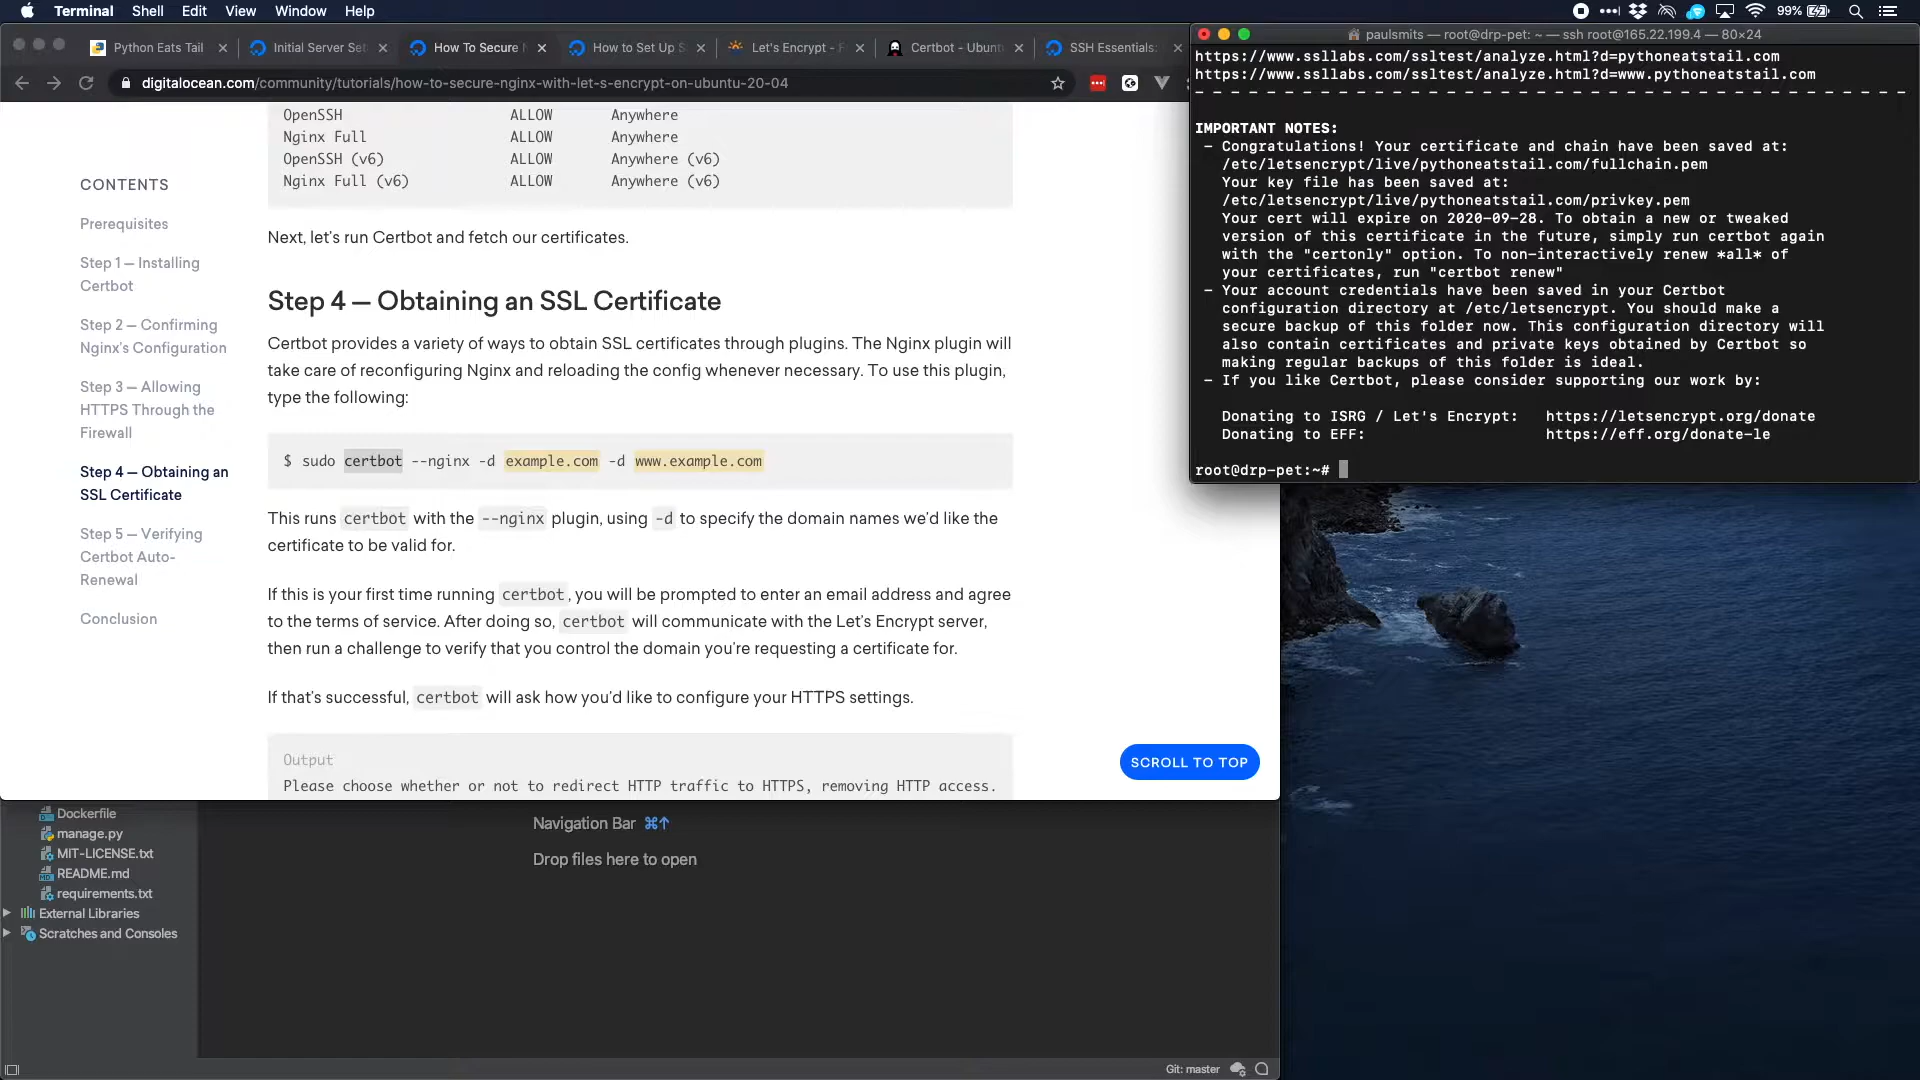 Terminal Shell Edit View Window Help
99%
Python Eats Tail
Initial Server Set
How To Secure N
How to Set Up S
Let's Encrypt - F
Certbot - Ubunt
SSH Essentials:
digitalocean.com/community/tutorials/how-to-secure-nginx-with-let-s-encrypt-on-ubuntu-20-04
CONTENTS
Prerequisites
Step 1 — Installing
Certbot
Step 2 — Confirming
Nginx's Configuration
Step 3 — Allowing
HTTPS Through the
Firewall
Step 4 — Obtaining an
SSL Certificate
Step 5 — Verifying
Certbot Auto-
Renewal
Conclusion
OpenSSH ALLOW Anywhere
Nginx Full ALLOW Anywhere
OpenSSH (v6) ALLOW Anywhere (v6)
Nginx Full (v6) ALLOW Anywhere (v6)
Next, let's run Certbot and fetch our certificates.
Step 4 — Obtaining an SSL Certificate
Certbot provides a variety of ways to obtain SSL certificates through plugins. The Nginx plugin will
take care of reconfiguring Nginx and reloading the config whenever necessary. To use this plugin,
type the following:
$ sudo certbot --nginx -d example.com -d www.example.com
This runs certbot with the --nginx plugin, using -d to specify the domain names we'd like the
certificate to be valid for.
If this is your first time running certbot, you will be prompted to enter an email address and agree
to the terms of service. After doing so, certbot will communicate with the Let's Encrypt server,
then run a challenge to verify that you control the domain you're requesting a certificate for.
If that's successful, certbot will ask how you'd like to configure your HTTPS settings.
Output
Please choose whether or not to redirect HTTP traffic to HTTPS, removing HTTP access.
SCROLL TO TOP
paulsmits — root@drp-pet: ~ — ssh root@165.22.199.4 — 80×24
https://www.ssllabs.com/ssltest/analyze.html?d=pythoneatstail.com
https://www.ssllabs.com/ssltest/analyze.html?d=www.pythoneatstail.com
- - - - - - - - - - - - - - - - - - - - - - - - - - - - - - - - - - - - - - - -
IMPORTANT NOTES:
- Congratulations! Your certificate and chain have been saved at:
/etc/letsencrypt/live/pythoneatstail.com/fullchain.pem
Your key file has been saved at:
/etc/letsencrypt/live/pythoneatstail.com/privkey.pem
Your cert will expire on 2020-09-28. To obtain a new or tweaked
version of this certificate in the future, simply run certbot again
with the "certonly" option. To non-interactively renew *all* of
your certificates, run "certbot renew"
- Your account credentials have been saved in your Certbot
configuration directory at /etc/letsencrypt. You should make a
secure backup of this folder now. This configuration directory will
also contain certificates and private keys obtained by Certbot so
making regular backups of this folder is ideal.
- If you like Certbot, please consider supporting our work by:
Donating to ISRG / Let's Encrypt: https://letsencrypt.org/donate
Donating to EFF: https://eff.org/donate-le
root@drp-pet:~#
Dockerfile
manage.py
MIT-LICENSE.txt
README.md
requirements.txt
External Libraries
Scratches and Consoles
Navigation Bar ⌘↑
Drop files here to open
Git: master